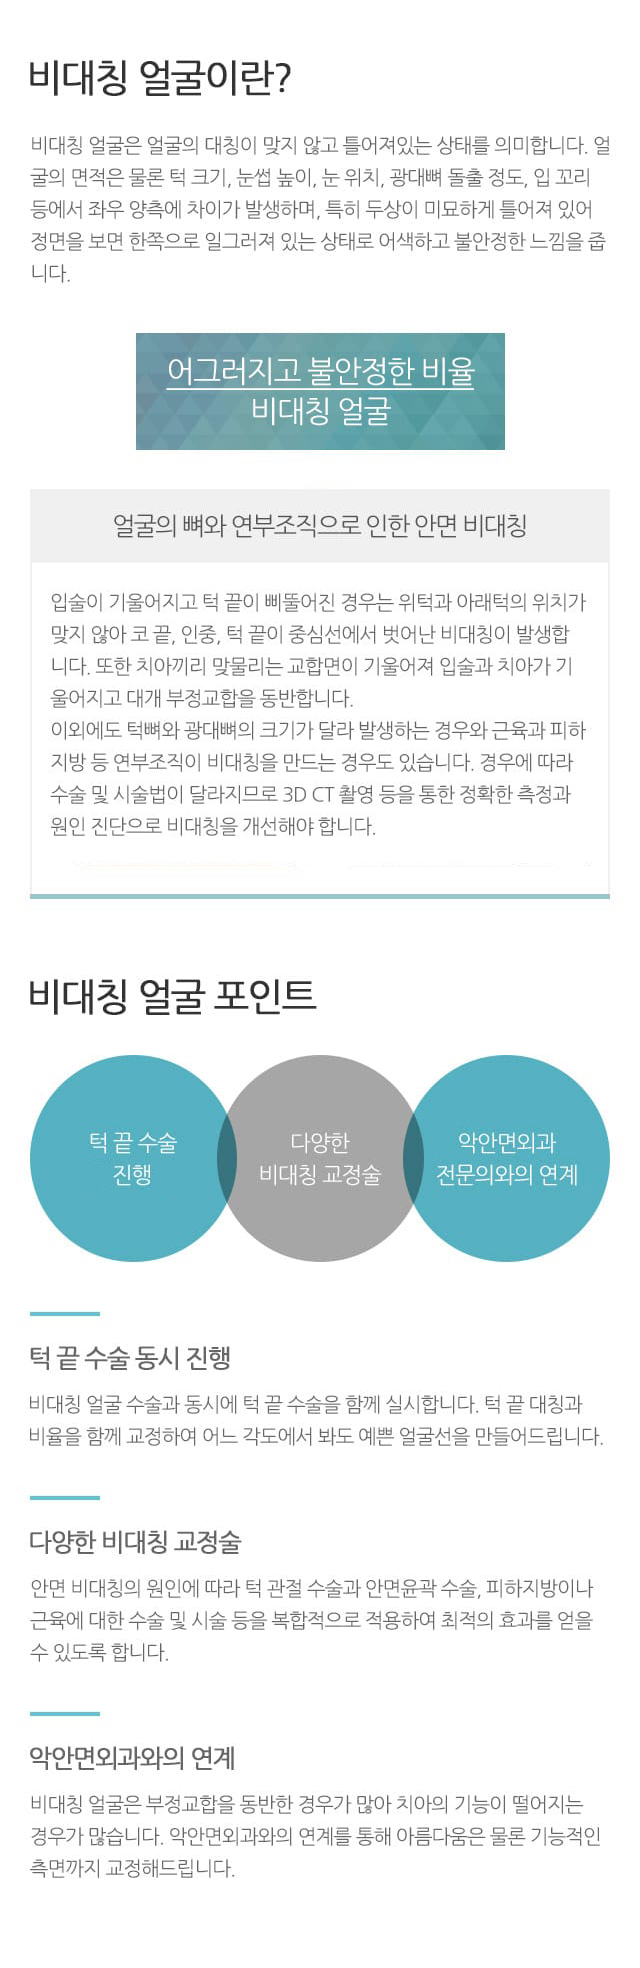 비대칭 얼굴이란?
비대칭 얼굴은 얼굴의 대칭이 맞지 않고 틀어져있는 상태를 의미합니다. 얼
굴의 면적은 물론 턱 크기, 눈썹 높이, 눈 위치, 광대뼈 돌출 정도, 입 꼬리
등에서 좌우 양측에 차이가 발생하며, 특히 두상이 미묘하게 틀어져 있어
정면을 보면 한쪽으로 일그러져 있는 상태로 어색하고 불안정한 느낌을 줍
니다.
어그러지고 불안정한 비율
비대칭 얼굴
얼굴의 뼈와 연부조직으로 인한 안면 비대칭
입술이 기울어지고 턱 끝이 삐뚤어진 경우는 위턱과 아래턱의 위치가
맞지 않아 코 끝, 인중, 턱 끝이 중심선에서 벗어난 비대칭이 발생합
니다. 또한 치아끼리 맞물리는 교합면이 기울어져 입술과 치아가 기
울어지고 대개 부정교합을 동반합니다.
이외에도 턱뼈와 광대뼈의 크기가 달라 발생하는 경우와 근육과 피하
지방 등 연부조직이 비대칭을 만드는 경우도 있습니다. 경우에 따라
수술 및 시술법이 달라지므로 3D CT 촬영 등을 통한 정확한 측정과
원인 진단으로 비대칭을 개선해야 합니다.
비대칭 얼굴 포인트
턱 끝 수술
진행
다양한
비대칭 교정술
악안면외과
전문의와의 연계
턱 끝 수술 동시 진행
비대칭 얼굴 수술과 동시에 턱 끝 수술을 함께 실시합니다. 턱 끝 대칭과
비율을 함께 교정하여 어느 각도에서 봐도 예쁜 얼굴선을 만들어드립니다.
다양한 비대칭 교정술
안면 비대칭의 원인에 따라 턱 관절 수술과 안면윤곽 수술, 피하지방이나
근육에 대한 수술 및 시술 등을 복합적으로 적용하여 최적의 효과를 얻을
수 있도록 합니다.
악안면외과와의 연계
비대칭 얼굴은 부정교합을 동반한 경우가 많아 치아의 기능이 떨어지는
경우가 많습니다. 악안면외과와의 연계를 통해 아름다움은 물론 기능적인
측면까지 교정해드립니다.